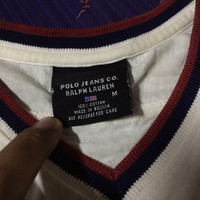 POLO JEANS CO.
RALPH LAUREN
M
100% COTTON
MADE IN BOLIVIA
SEE REVERSE FOR CARE